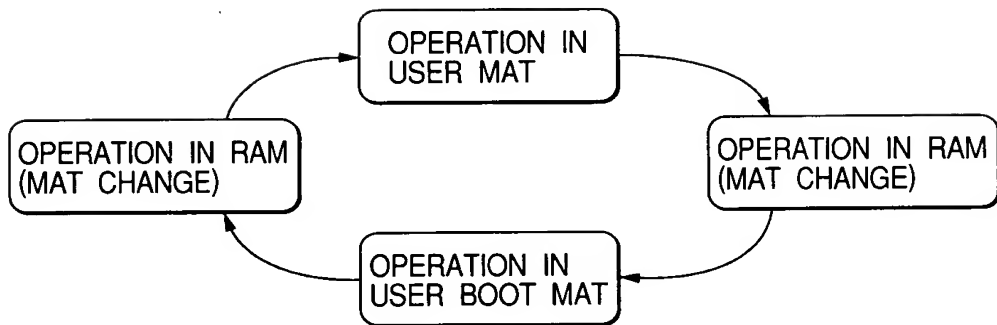 OPERATION IN
USER MAT
OPERATION IN RAM
(MAT CHANGE)
OPERATION IN RAM
(MAT CHANGE)
OPERATION IN
USER BOOT MAT